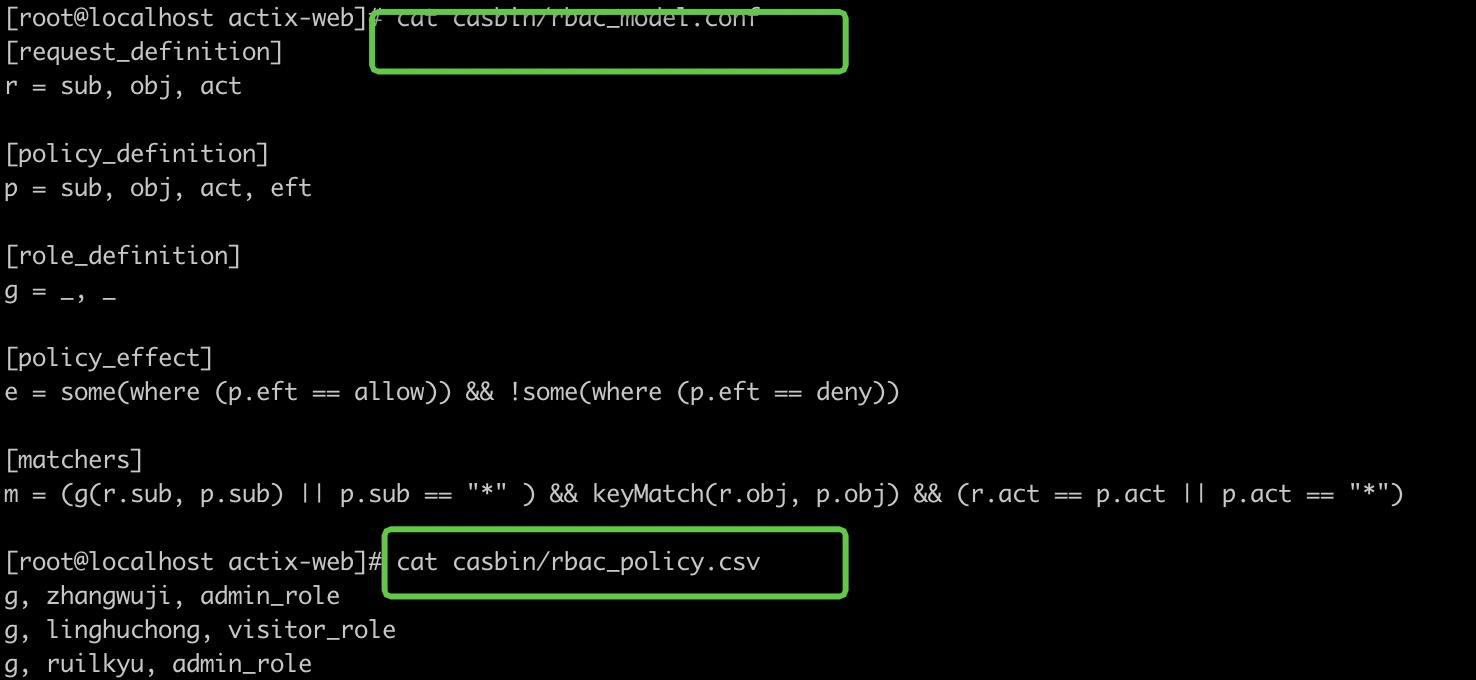 [root@localhost actix-web]# cat casbin/rbac_model.conf
[request_definition]
r = sub, obj, act
[policy_definition]
p = sub, obj, act, eft
[role_definition]
g = _, _
[policy_effect]
e = some(where (p.eft == allow)) && !some(where (p.eft == deny))
[matchers]
m = (g(r.sub, p.sub) || p.sub == "*" ) && keyMatch(r.obj, p.obj) && (r.act == p.act || p.act == "*")
[root@localhost actix-web]# cat casbin/rbac_policy.csv
g, zhangwuji, admin_role
g, linghuchong, visitor_role
g, ruilkyu, admin_role